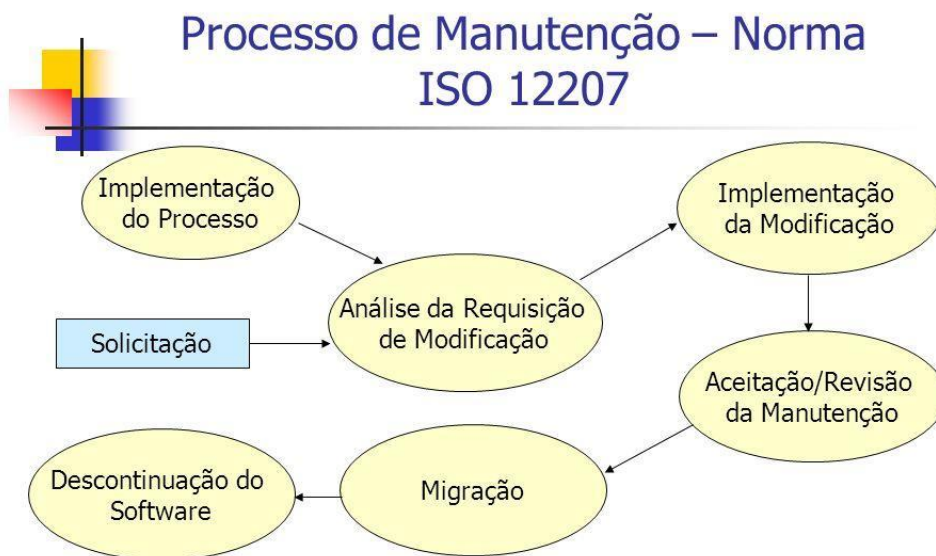 Processo de Manutenção – Norma
ISO 12207
Implementação
do Processo
Implementação
da Modificação
Análise da Requisição
de Modificação
Solicitação
Aceitação/Revisão
da Manutenção
Migração
Descontinuação do
Software